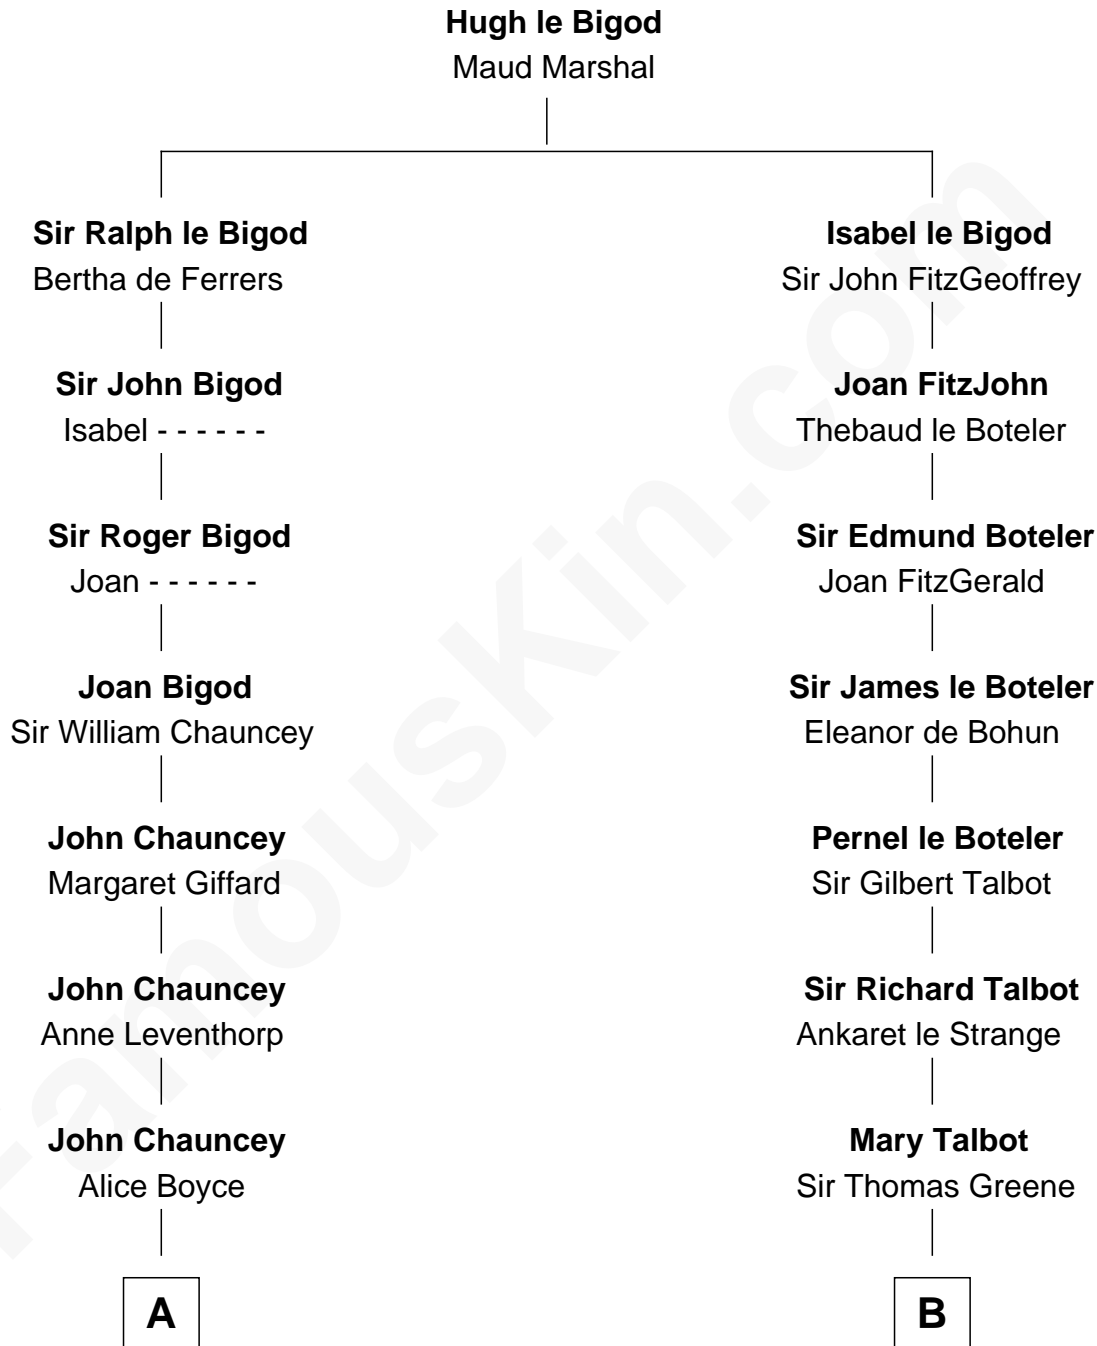 Hugh le Bigod
Maud Marshal
Sir Ralph le Bigod
Bertha de Ferrers
Isabel le Bigod
Sir John FitzGeoffrey
Sir John Bigod
Isabel - - - - - -
Joan FitzJohn
Thebaud le Boteler
Sir Roger Bigod
Joan - - - - - -
Sir Edmund Boteler
Joan FitzGerald
Joan Bigod
Sir William Chauncey
Sir James le Boteler
Eleanor de Bohun
John Chauncey
Margaret Giffard
Pernel le Boteler
Sir Gilbert Talbot
John Chauncey
Anne Leventhorp
Sir Richard Talbot
Ankaret le Strange
John Chauncey
Alice Boyce
Mary Talbot
Sir Thomas Greene
A
B
FamousKin.com